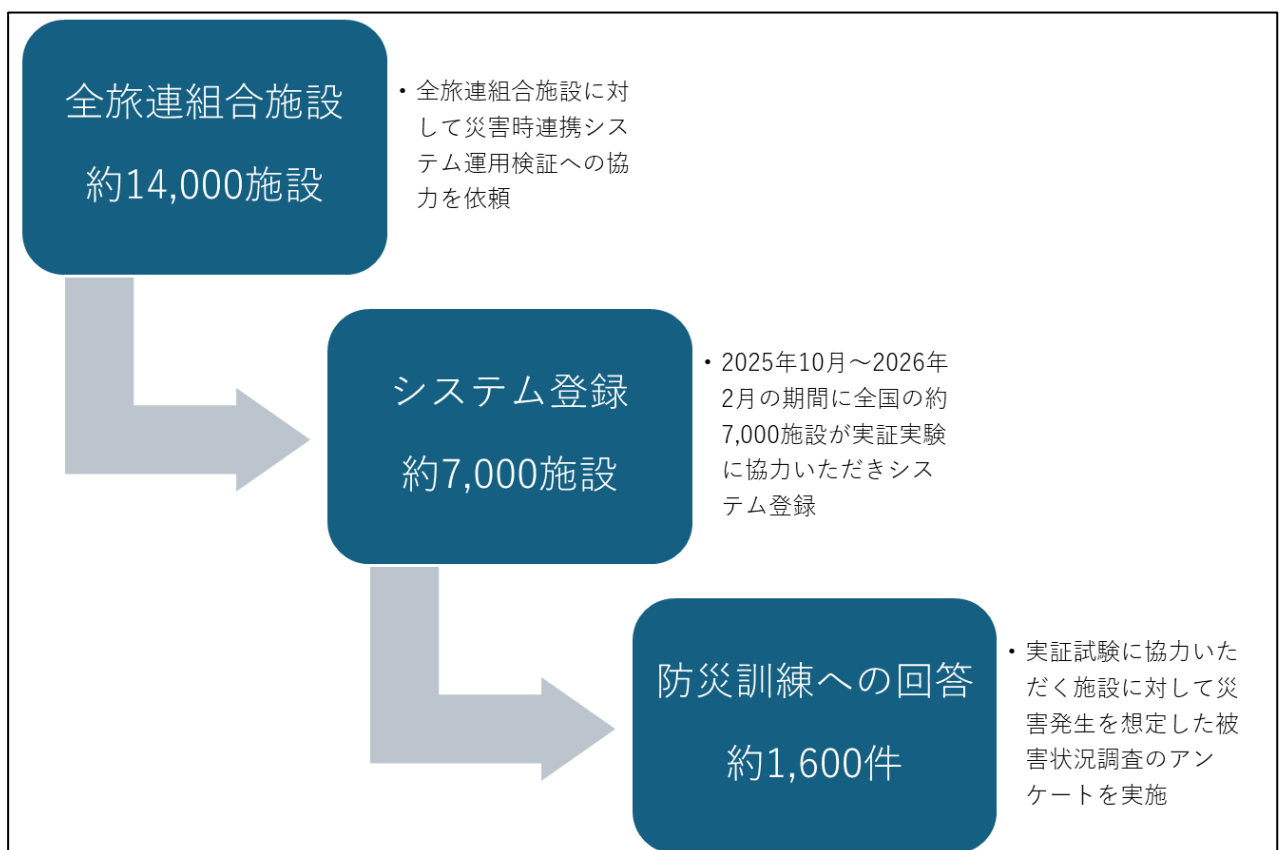 全旅連組合施設
約14,000施設
・全旅連組合施設に対
して災害時連携シス
テム運用検証への協
力を依頼
システム登録
約7,000施設
・2025年10月～2026年
2月の期間に全国の約
7,000施設が実証実験
に協力いただきシス
テム登録
防災訓練への回答
約1,600件
・実証試験に協力いた
だく施設に対して災
害発生を想定した被
害状況調査のアン
ケートを実施